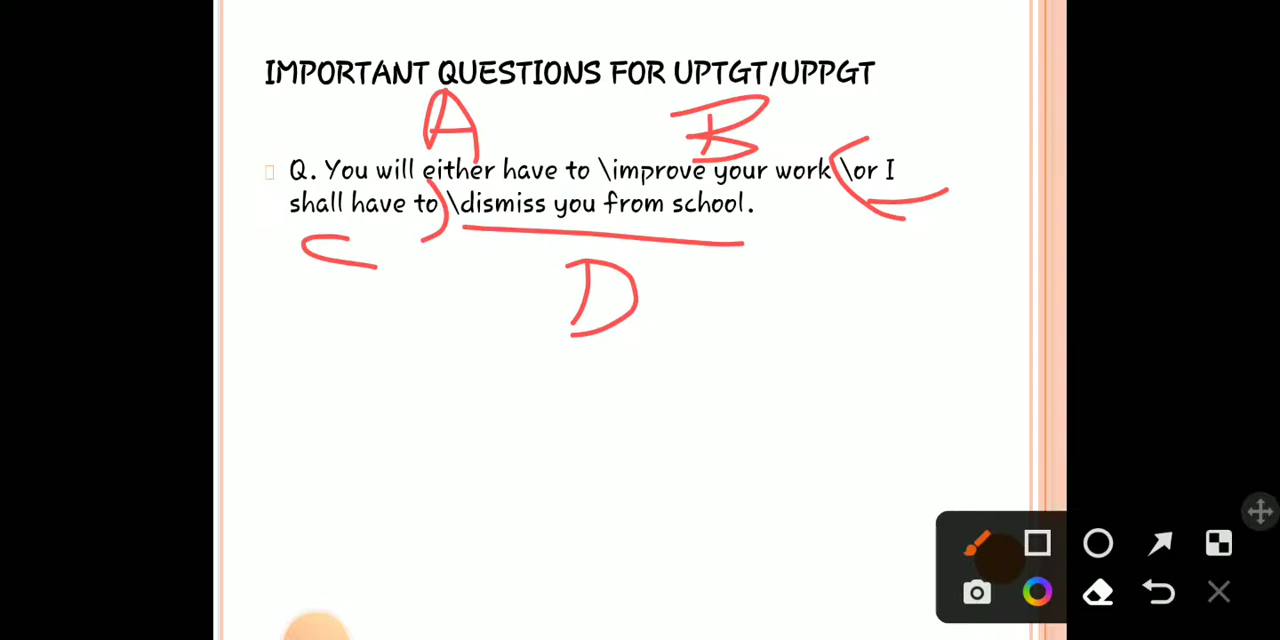 IMPORTANT QUESTIONS FOR UPTGT/UPPGT
A B
Q. You will either have to \improve your work \or I
shall have to \dismiss you from school.
C
D